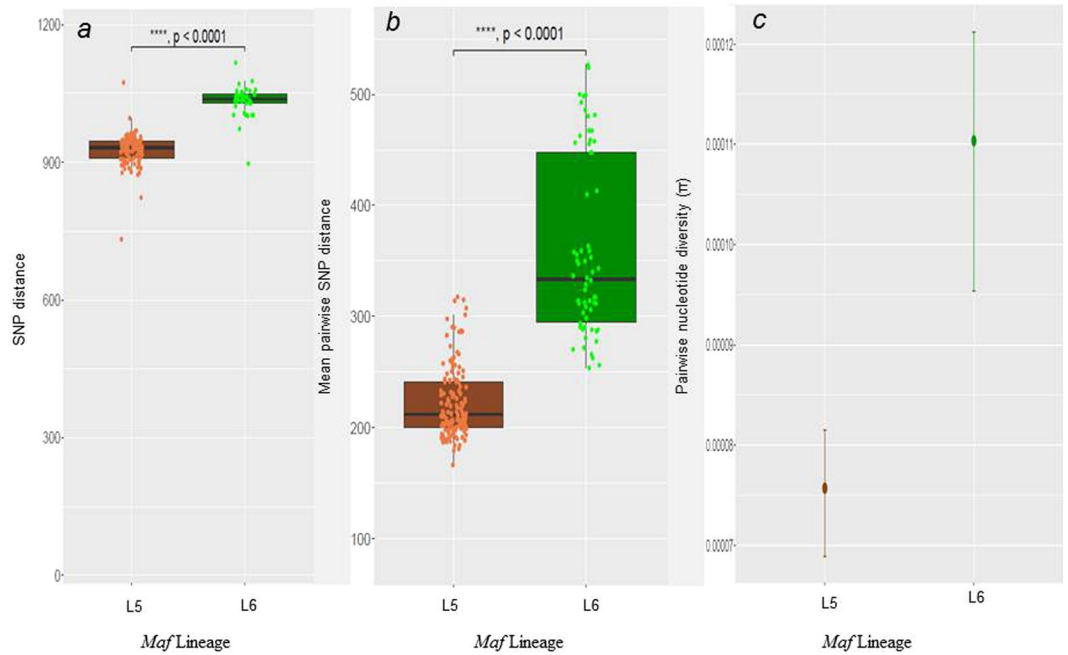 a
****, p < 0.0001
SNP distance
1200
900
600
300
0
L5
L6
Maf Lineage
b
****, p < 0.0001
Mean pairwise SNP distance
500
400
300
200
100
L5
L6
Maf Lineage
c
Pairwise nucleotide diversity (π)
0.00012
0.00011
0.00010
0.00009
0.00008
0.00007
L5
L6
Maf Lineage